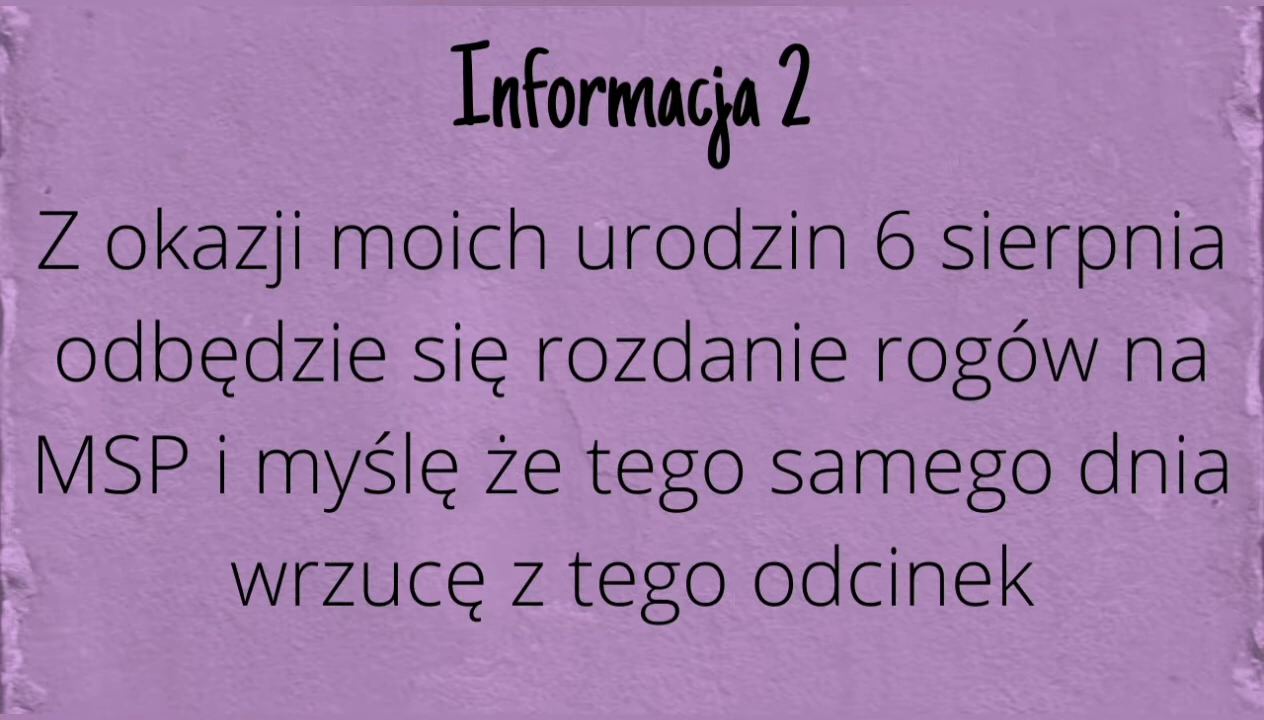 Informacja 2
Z okazji moich urodzin 6 sierpnia
odbędzie się rozdanie rogów na
MSP i myślę że tego samego dnia
wrzucę z tego odcinek